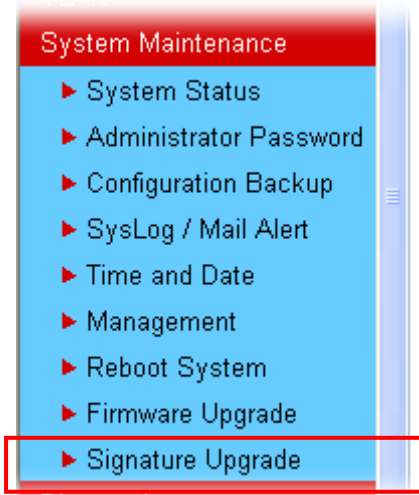 System Maintenance
System Status
Administrator Password
Configuration Backup
SysLog / Mail Alert
Time and Date
Management
Reboot System
Firmware Upgrade
Signature Upgrade